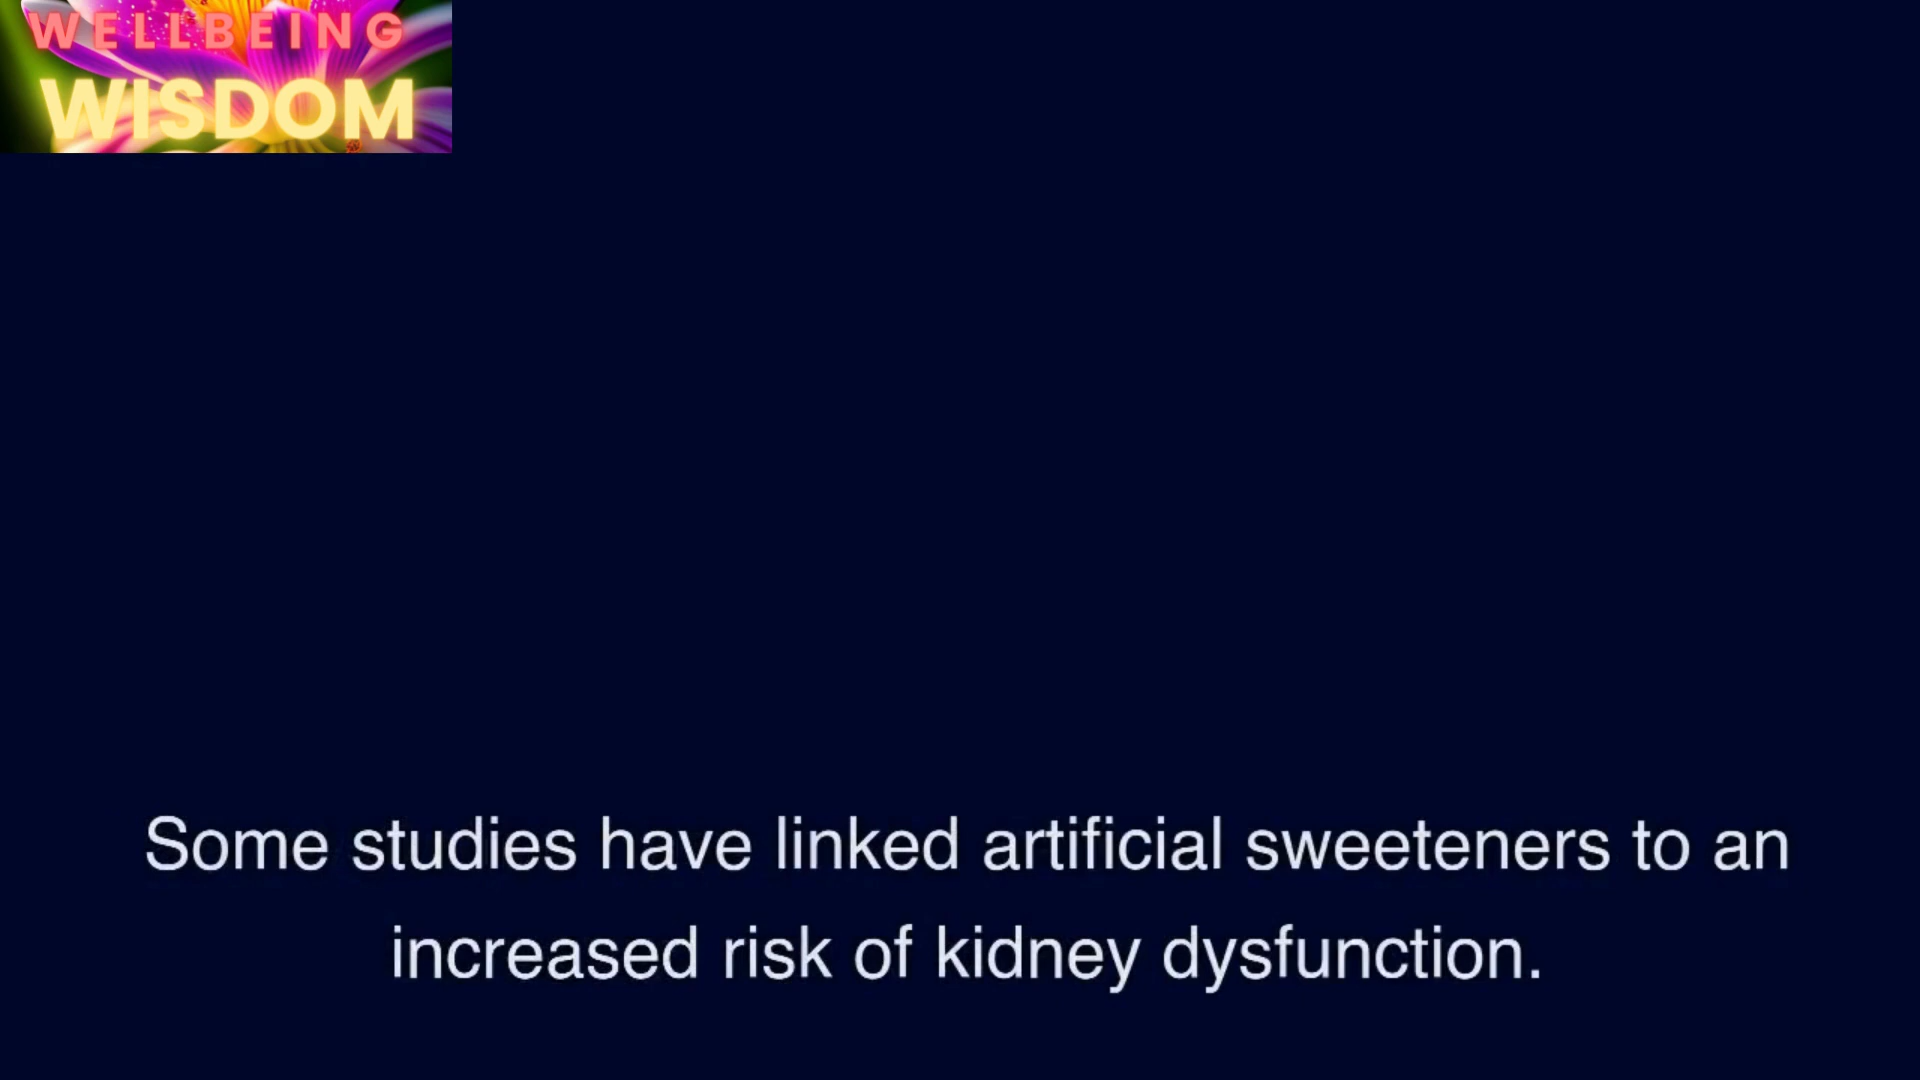 WELLBEING
WISDOM
Some studies have linked artificial sweeteners to an
increased risk of kidney dysfunction.